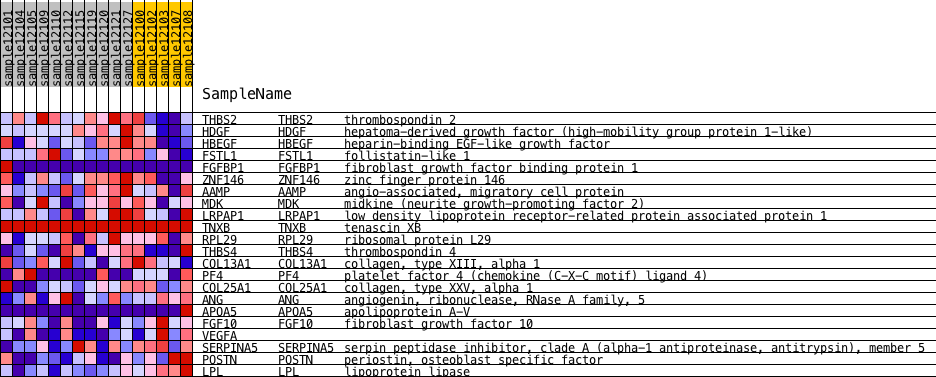 sample12101
sample12104
sample12105
sample12109
sample12110
sample12112
sample12115
sample12119
sample12120
sample12121
sample12127
sample12100
sample12102
sample12103
sample12107
sample12108
SampleName
THBS2 THBS2 thrombospondin 2
HDGF HDGF hepatoma-derived growth factor (high-mobility group protein 1-like)
HBEGF HBEGF heparin-binding EGF-like growth factor
FSTL1 FSTL1 follistatin-like 1
FGFBP1 FGFBP1 fibroblast growth factor binding protein 1
ZNF146 ZNF146 zinc finger protein 146
AAMP AAMP angio-associated, migratory cell protein
MDK MDK midkine (neurite growth-promoting factor 2)
LRPAP1 LRPAP1 low density lipoprotein receptor-related protein associated protein 1
TNXB TNXB tenascin XB
RPL29 RPL29 ribosomal protein L29
THBS4 THBS4 thrombospondin 4
COL13A1 COL13A1 collagen, type XIII, alpha 1
PF4 PF4 platelet factor 4 (chemokine (C-X-C motif) ligand 4)
COL25A1 COL25A1 collagen, type XXV, alpha 1
ANG ANG angiogenin, ribonuclease, RNase A family, 5
APOA5 APOA5 apolipoprotein A-V
FGF10 FGF10 fibroblast growth factor 10
VEGFA
SERPINA5 SERPINA5 serpin peptidase inhibitor, clade A (alpha-1 antiproteinase, antitrypsin), member 5
POSTN POSTN periostin, osteoblast specific factor
LPL LPL lipoprotein lipase